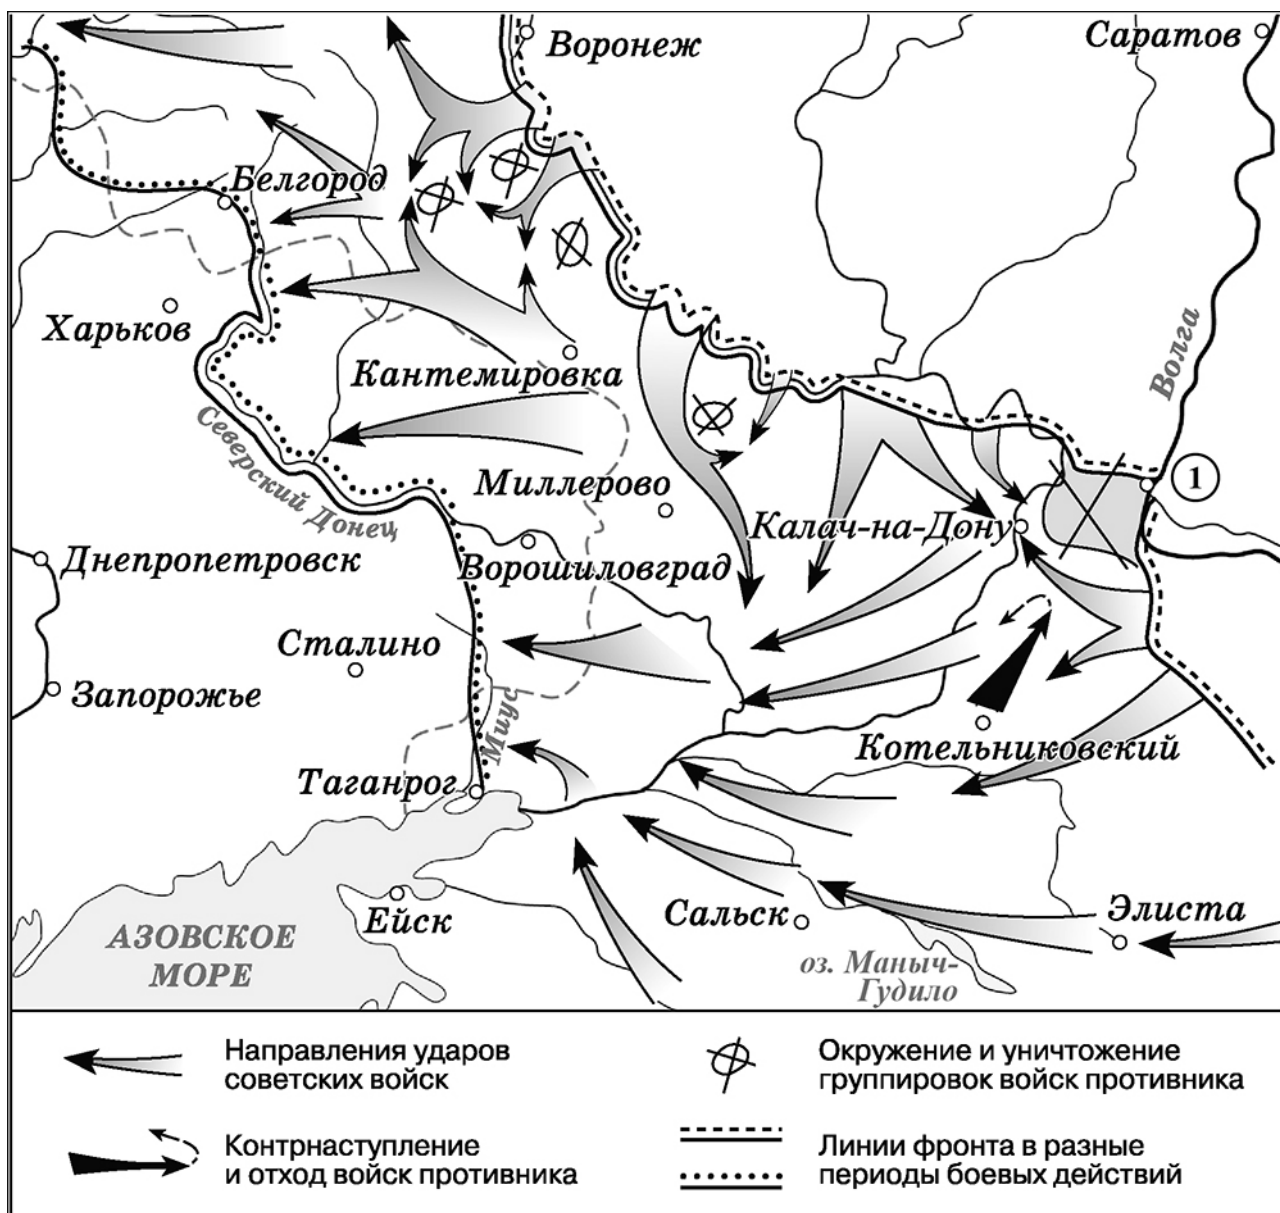 Воронеж
Саратов
Белгород
Волга
Харьков
Кантемировка
Северский Донец
Миллерово
1
Калач-на-Дону
Днепропетровск
Ворошиловград
Сталино
Запорожье
Миус
Котельниковский
Таганрог
Ейск
Сальск
Элиста
АЗОВСКОЕ
МОРЕ
оз. Маныч-
Гудило
Направления ударов
советских войск
Окружение и уничтожение
группировок войск противника
Контрнаступление
и отход войск противника
Линии фронта в разные
периоды боевых действий